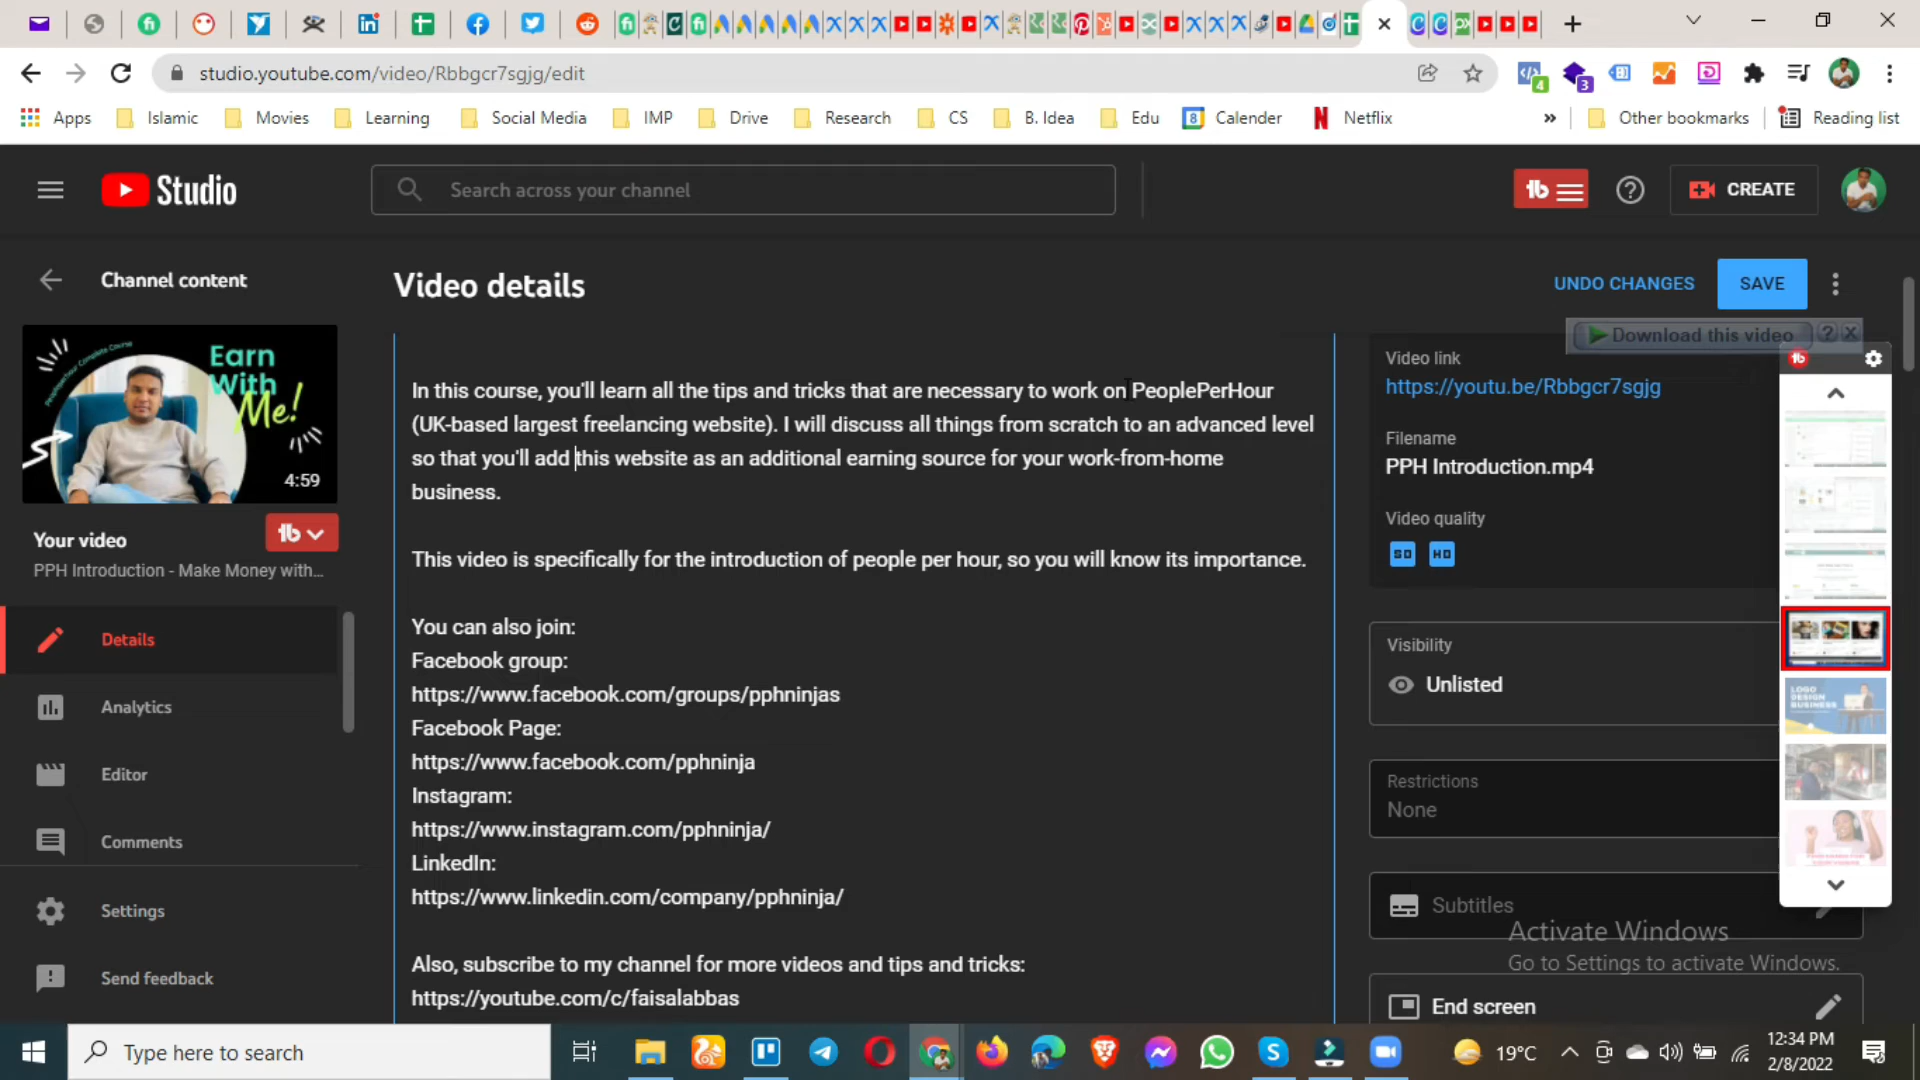 studio.youtube.com/video/Rbbgcr7sgjg/edit
4
3
Apps
Islamic
Movies
Learning
Social Media
IMP
Drive
Research
CS
B. Idea
Edu
8
Calender
Netflix
»
Other bookmarks
Reading list
Studio
Search across your channel
CREATE
Channel content
Video details
UNDO CHANGES
SAVE
Download this video
Peopleperhour Complete Course
Earn
With
Me!
4:59
Your video
PPH Introduction - Make Money with...
Details
Analytics
Editor
Comments
Settings
Send feedback
In this course, you'll learn all the tips and tricks that are necessary to work on PeoplePerHour
(UK-based largest freelancing website). I will discuss all things from scratch to an advanced level
so that you'll add this website as an additional earning source for your work-from-home
business.
This video is specifically for the introduction of people per hour, so you will know its importance.
You can also join:
Facebook group:
https://www.facebook.com/groups/pphninjas
Facebook Page:
https://www.facebook.com/pphninja
Instagram:
https://www.instagram.com/pphninja/
LinkedIn:
https://www.linkedin.com/company/pphninja/
Also, subscribe to my channel for more videos and tips and tricks:
https://youtube.com/c/faisalabbas
Video link
https://youtu.be/Rbbgcr7sgjg
Filename
PPH Introduction.mp4
Video quality
SD
HD
Visibility
Unlisted
Restrictions
None
Subtitles
End screen
LOGO
DESIGN
BUSINESS
Activate Windows
Go to Settings to activate Windows.
Type here to search
19°C
12:34 PM
2/8/2022